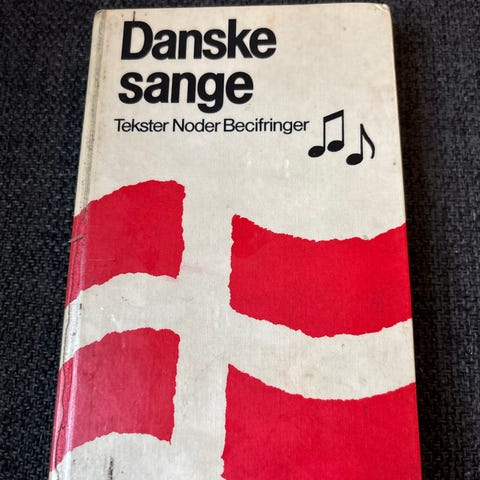 Danske
sange
Tekster Noder Becifringer